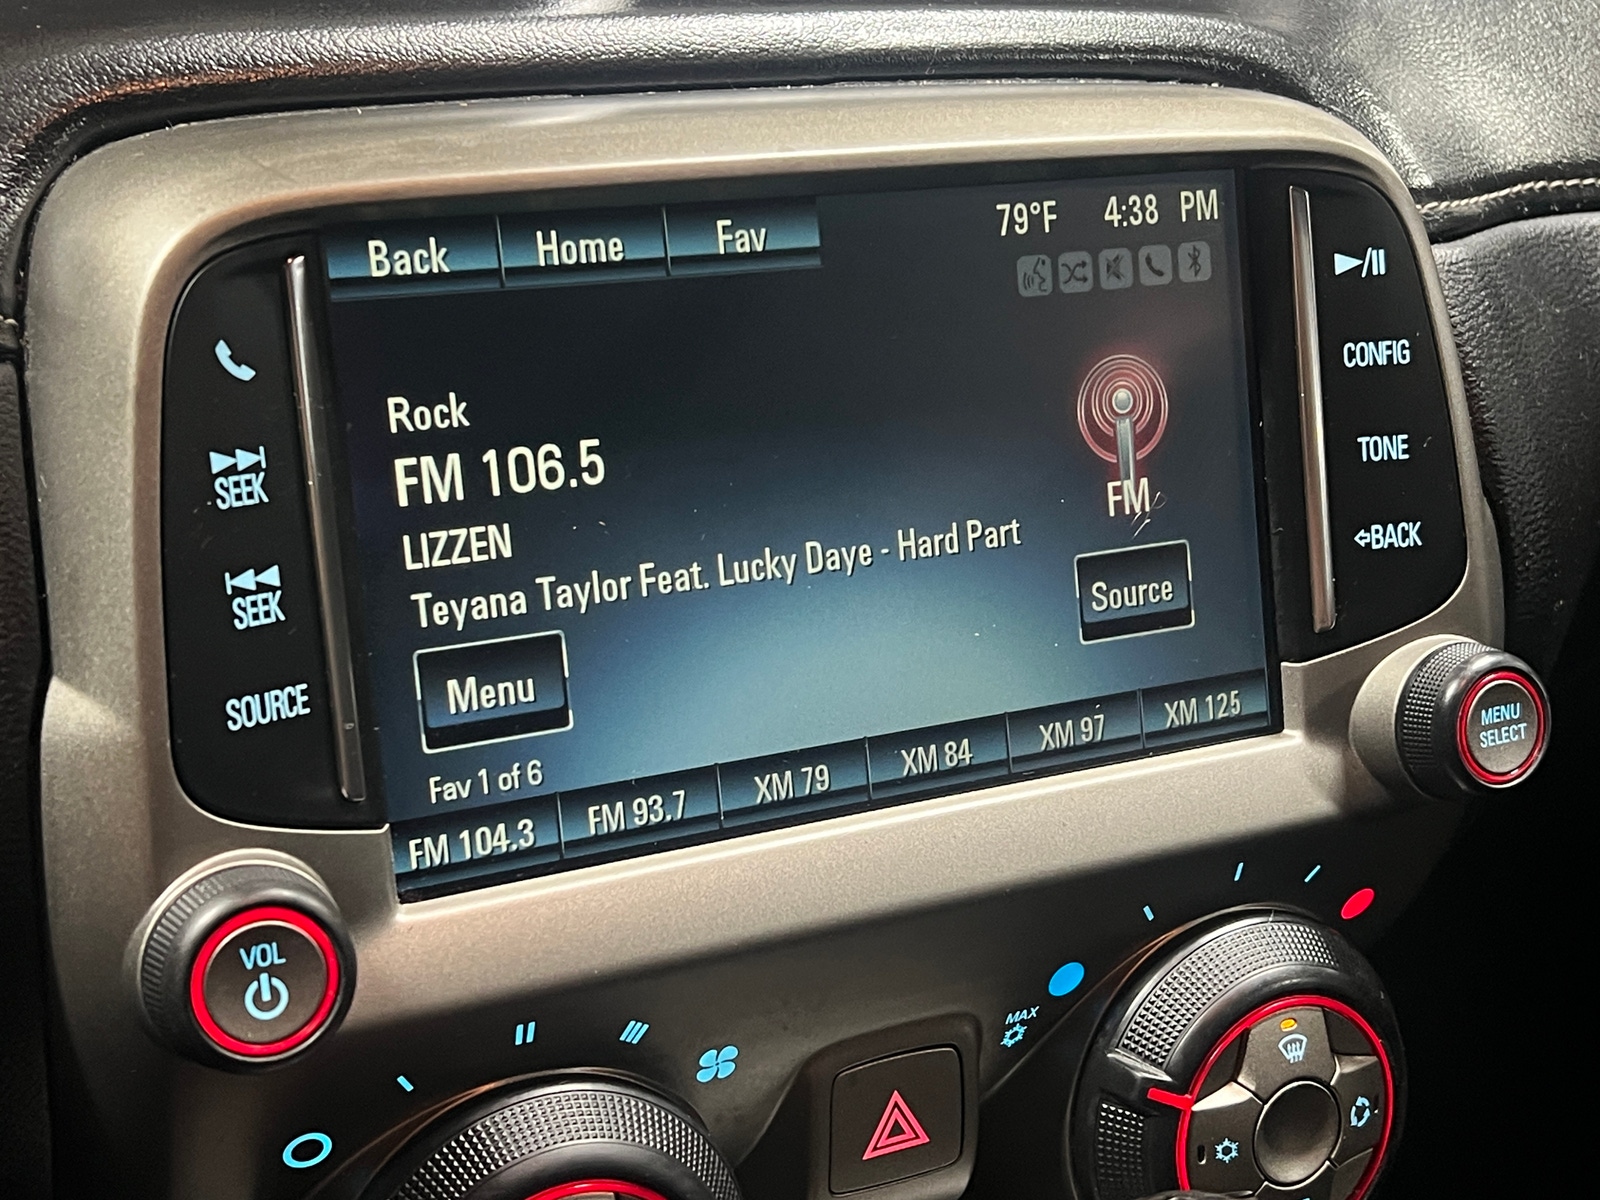 Back Home Fav 79°F 4:38 PM
Rock
FM 106.5
LIZZEN
Teyana Taylor Feat. Lucky Daye - Hard Part
FM
Menu
Source
Fav 1 of 6
FM 104.3 FM 93.7 XM 79 XM 84 XM 97 XM 125
SEEK
SEEK
SOURCE
CONFIG
TONE
BACK
MENU
SELECT
VOL
MAX